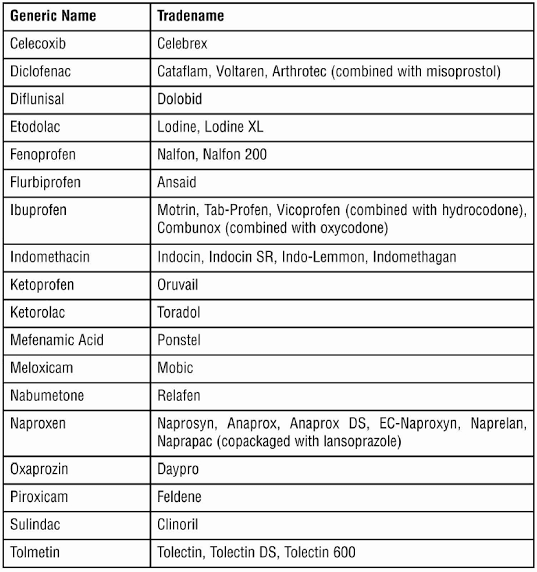 Generic Name Tradename
Celecoxib Celebrex
Diclofenac Cataflam, Voltaren, Arthrotec (combined with misoprostol)
Diflunisal Dolobid
Etodolac Lodine, Lodine XL
Fenoprofen Nalfon, Nalfon 200
Flurbiprofen Ansaid
Ibuprofen Motrin, Tab-Profen, Vicoprofen (combined with hydrocodone),
Combunox (combined with oxycodone)
Indomethacin Indocin, Indocin SR, Indo-Lemmon, Indomethagan
Ketoprofen Oruvail
Ketorolac Toradol
Mefenamic Acid Ponstel
Meloxicam Mobic
Nabumetone Relafen
Naproxen Naprosyn, Anaprox, Anaprox DS, EC-Naproxyn, Naprelan,
Naprapac (copackaged with lansoprazole)
Oxaprozin Daypro
Piroxicam Feldene
Sulindac Clinoril
Tolmetin Tolectin, Tolectin DS, Tolectin 600